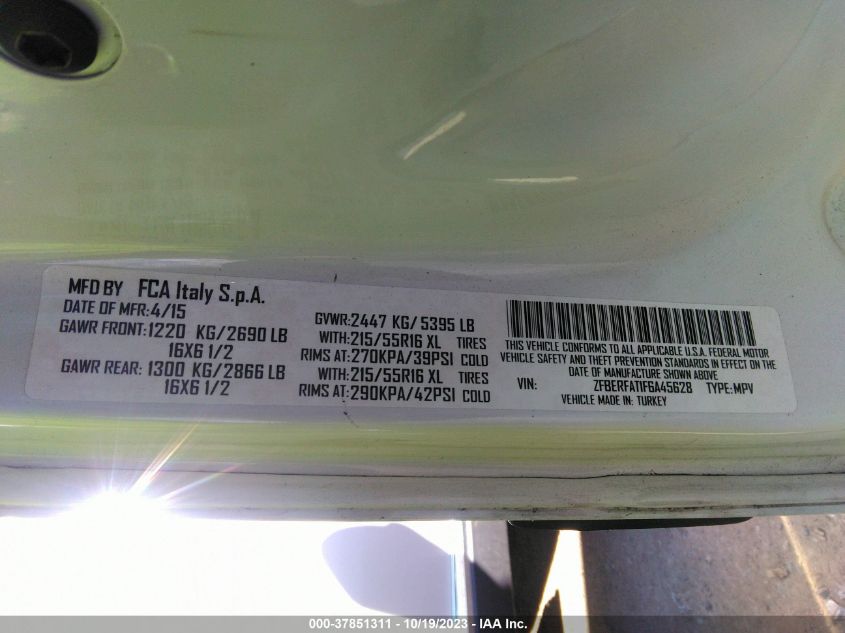 MFD BY FCA Italy S.p.A.
DATE OF MFR:4/15
GAWR FRONT:1220 KG/2690 LB
16X6 1/2
GAWR REAR: 1300 KG/2866 LB
16X6 1/2
GVWR:2447 KG/5395 LB
WITH:215/55R16 XL TIRES
RIMS AT:270KPA/39PSI COLD
WITH:215/55R16 XL TIRES
RIMS AT:290KPA/42PSI COLD
THIS VEHICLE CONFORMS TO ALL APPLICABLE U.S.A. FEDERAL MOTOR
VEHICLE SAFETY AND THEFT PREVENTION STANDARDS IN EFFECT ON THE
DATE OF MANUFACTURE SHOWN ABOVE
VIN: ZFBERFAT1F6A45628 TYPE:MPV
VEHICLE MADE IN: TURKEY
000-37851311 - 10/19/2023 - IAA Inc.